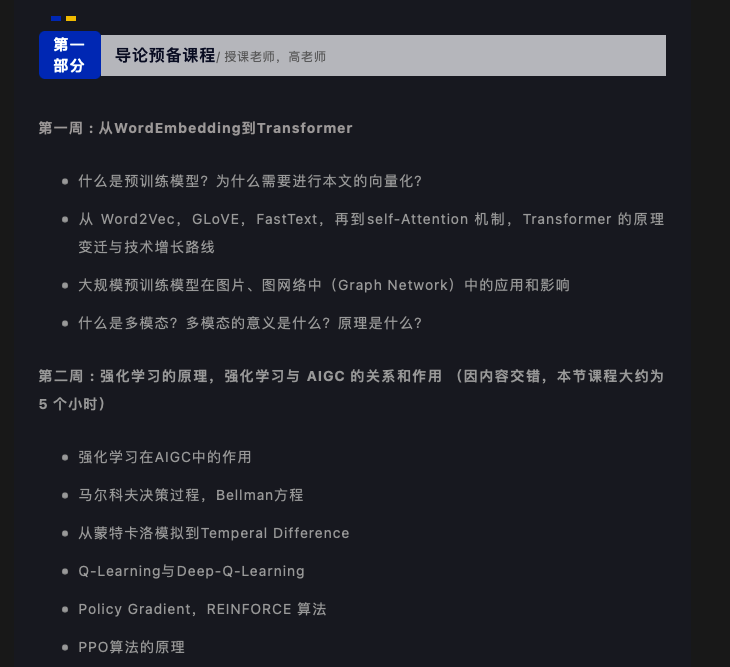 第一
部分
导论预备课程/ 授课老师，高老师
第一周：从WordEmbedding到Transformer
什么是预训练模型？为什么需要进行本文的向量化？
从 Word2Vec，GLoVE，FastText，再到self-Attention 机制，Transformer 的原理
变迁与技术增长路线
大规模预训练模型在图片、图网络中（Graph Network）中的应用和影响
什么是多模态？多模态的意义是什么？原理是什么？
第二周：强化学习的原理，强化学习与 AIGC 的关系和作用 （因内容交错，本节课程大约为
5 个小时）
强化学习在AIGC中的作用
马尔科夫决策过程，Bellman方程
从蒙特卡洛模拟到Temperal Difference
Q-Learning与Deep-Q-Learning
Policy Gradient，REINFORCE 算法
PPO算法的原理